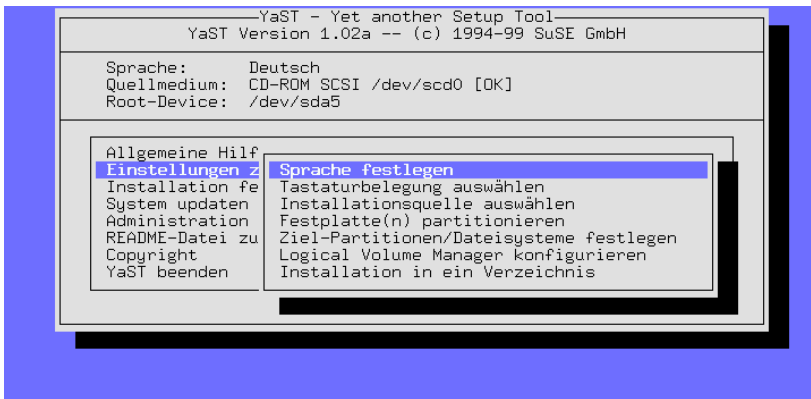 YaST - Yet another Setup Tool
YaST Version 1.02a -- (c) 1994-99 SuSE GmbH
Sprache: Deutsch
Quellmedium: CD-ROM SCSI /dev/scd0 [OK]
Root-Device: /dev/sda5
Allgemeine Hilf
Einstellungen z
Installation fe
System updaten
Administration
README-Datei zu
Copyright
YaST beenden
Sprache festlegen
Tastaturbelegung auswählen
Installationsquelle auswählen
Festplatte(n) partitionieren
Ziel-Partitionen/Dateisysteme festlegen
Logical Volume Manager konfigurieren
Installation in ein Verzeichnis